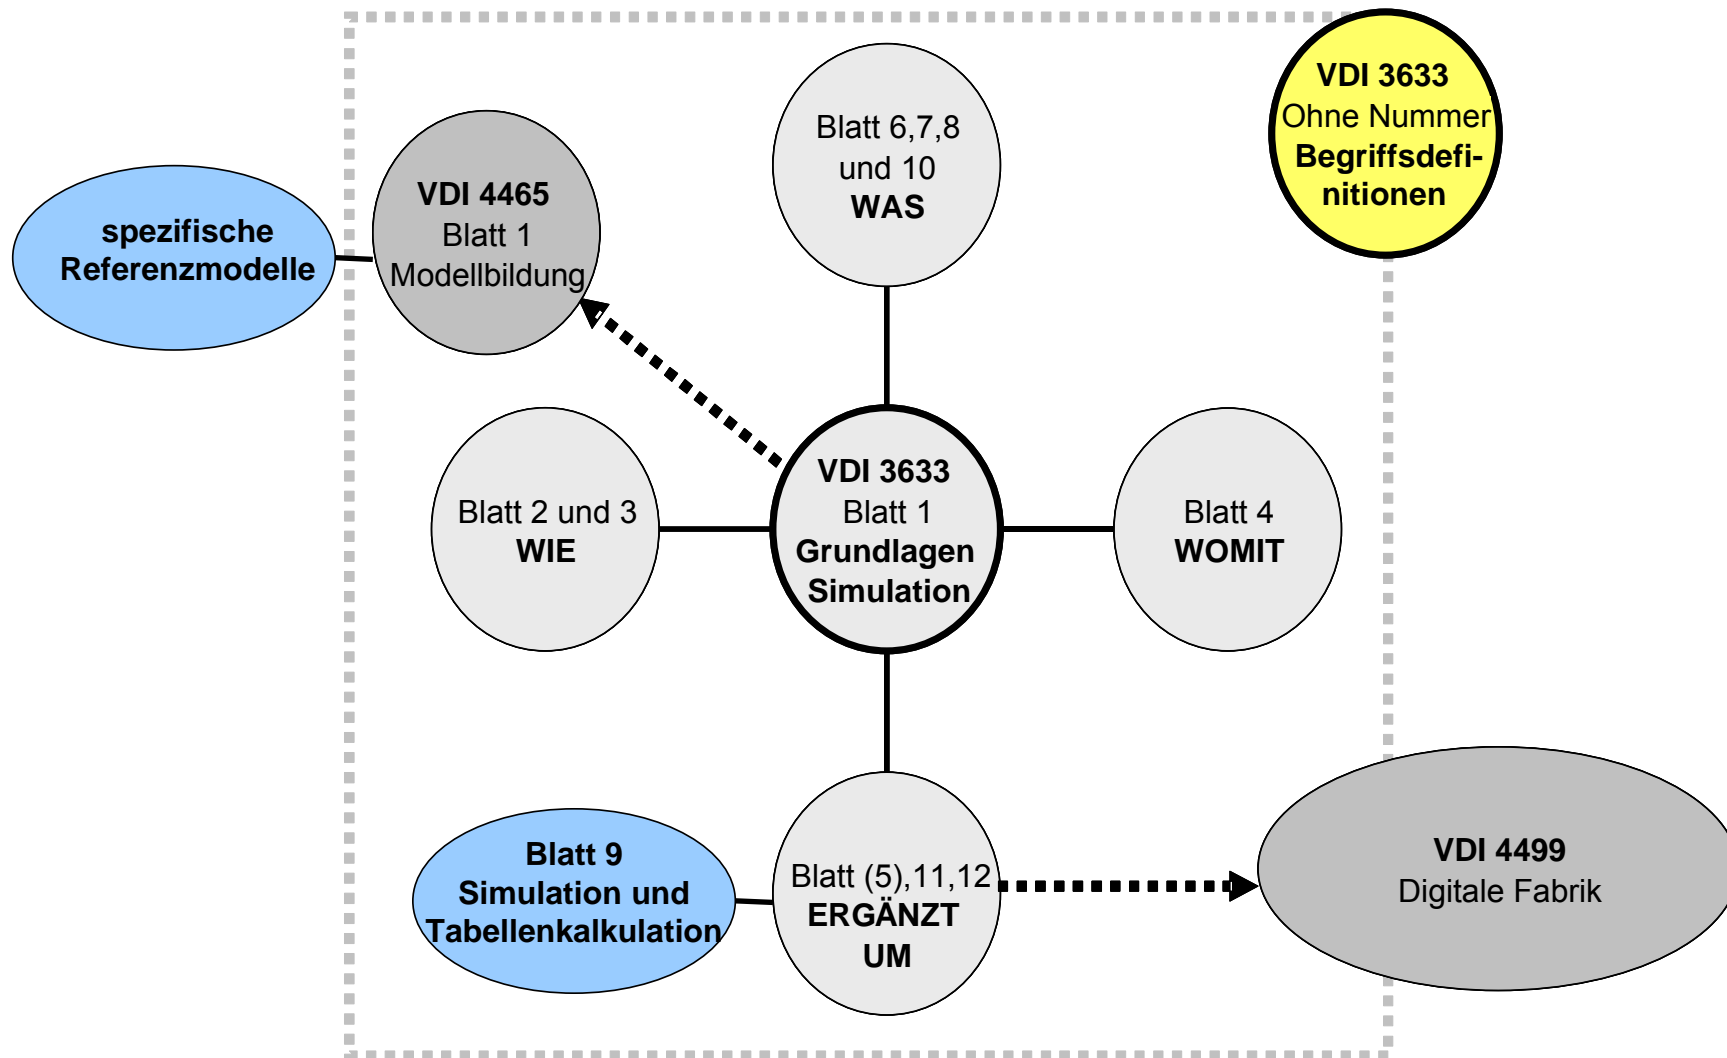 VDI 3633
Ohne Nummer
Begriffsdefi-
nitionen
Blatt 6,7,8
und 10
WAS
VDI 4465
Blatt 1
Modellbildung
spezifische
Referenzmodelle
Blatt 2 und 3
WIE
VDI 3633
Blatt 1
Grundlagen
Simulation
Blatt 4
WOMIT
Blatt 9
Simulation und
Tabellenkalkulation
Blatt (5),11,12
ERGÄNZT
UM
VDI 4499
Digitale Fabrik